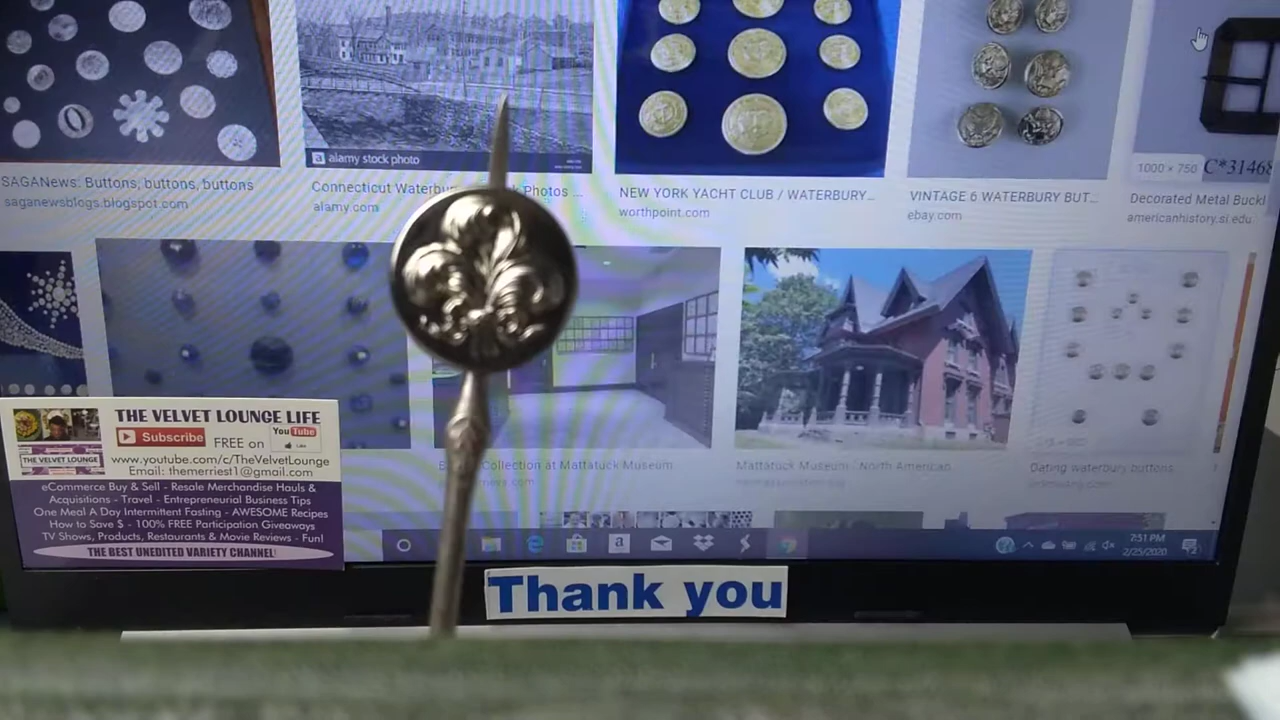 SAGANews: Buttons, buttons, buttons
saganewsblogs.blogspot.com
a alamy stock photo
Connecticut Waterbu
k Photos ...
alamy.com
NEW YORK YACHT CLUB / WATERBURY...
worthpoint.com
VINTAGE 6 WATERBURY BUT...
ebay.com
1000 × 750
C*31468
Decorated Metal Buckl
americanhistory.si.edu
Collection at Mattatuck Museum
Mattatuck Museum - North American
Dating waterbury buttons
THE VELVET LOUNGE LIFE
Subscribe FREE on YouTube
Like
THE VELVET LOUNGE
www.youtube.com/c/TheVelvetLounge
Email: themerriest1@gmail.com
eCommerce Buy & Sell - Resale Merchandise Hauls &
Acquisitions - Travel - Entrepreneurial Business Tips
One Meal A Day Intermittent Fasting - AWESOME Recipes
How to Save $ - 100% FREE Participation Giveaways
TV Shows, Products, Restaurants & Movie Reviews - Fun!
THE BEST UNEDITED VARIETY CHANNEL!
7:51 PM
2/25/2020
Thank you